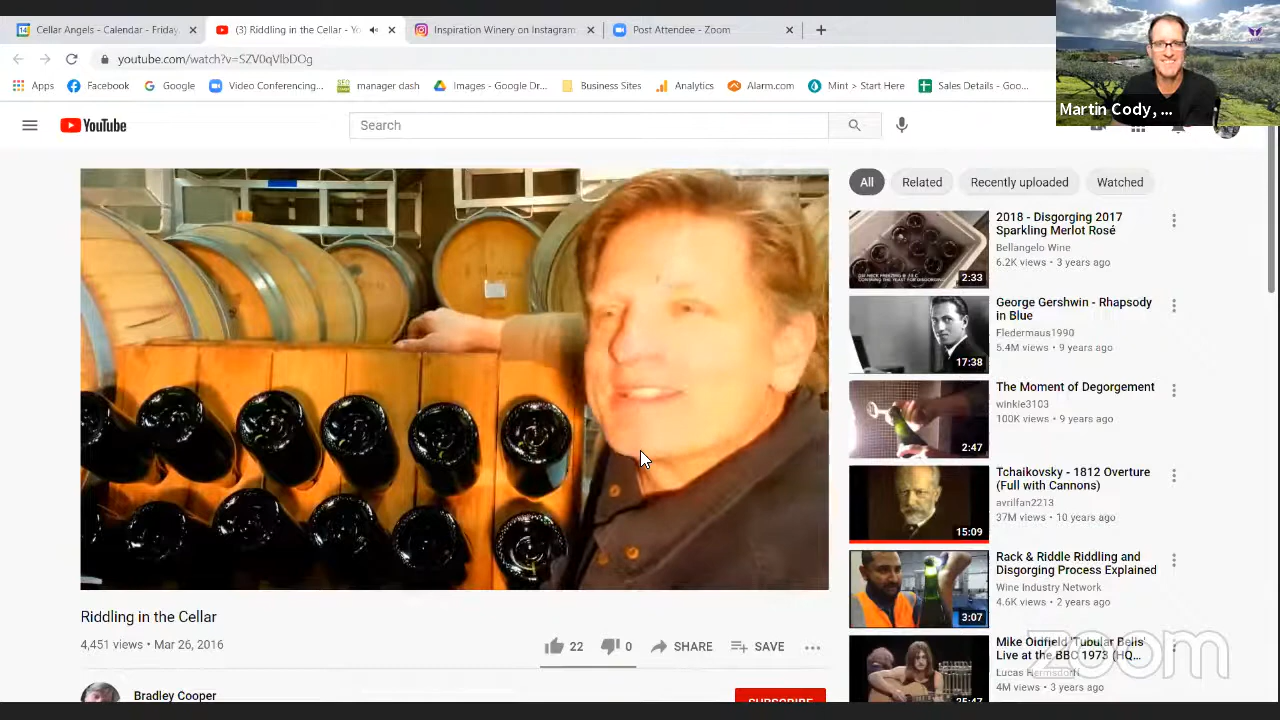 Cellar Angels - Calendar - Friday
(3) Riddling in the Cellar - Yo
Inspiration Winery on Instagram
Post Attendee - Zoom
Apps
Facebook
Google
Video Conferencing...
manager dash
Images - Google Dr...
Business Sites
Analytics
Alarm.com
Mint > Start Here
Sales Details - Goo...
Martin Cody, ...
YouTube
Search
All
Related
Recently uploaded
Watched
2018 - Disgorging 2017
Sparkling Merlot Rosé
Bellangelo Wine
6.2K views • 3 years ago
2:33
George Gershwin - Rhapsody
in Blue
Fledermaus1990
5.4M views • 9 years ago
17:38
The Moment of Degorgement
winkie3103
100K views • 9 years ago
2:47
Tchaikovsky - 1812 Overture
(Full with Cannons)
avrilfan2213
37M views • 10 years ago
15:09
Rack & Riddle Riddling and
Disgorging Process Explained
Wine Industry Network
4.6K views • 2 years ago
3:07
Mike Oldfield 'Tubular Bells'
Live at the BBC 1973 (HQ...
Lucas Hermsdorf
4M views • 3 years ago
25:47
Riddling in the Cellar
4,451 views • Mar 26, 2016
22
0
SHARE
SAVE
Bradley Cooper
SUBSCRIBE
zoom